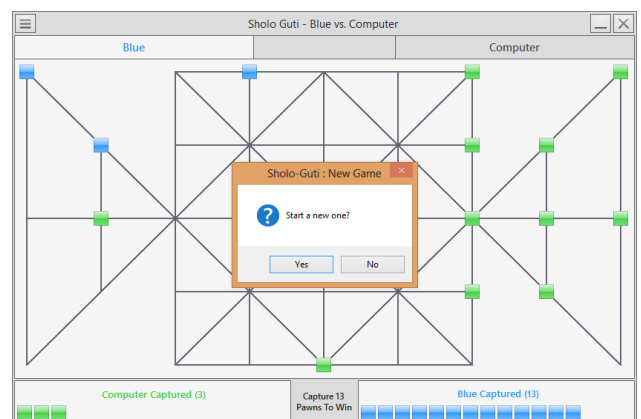 Sholo Guti - Blue vs. Computer
Blue
Computer
Sholo-Guti : New Game
Start a new one?
Yes
No
Computer Captured (3)
Capture 13
Pawns To Win
Blue Captured (13)